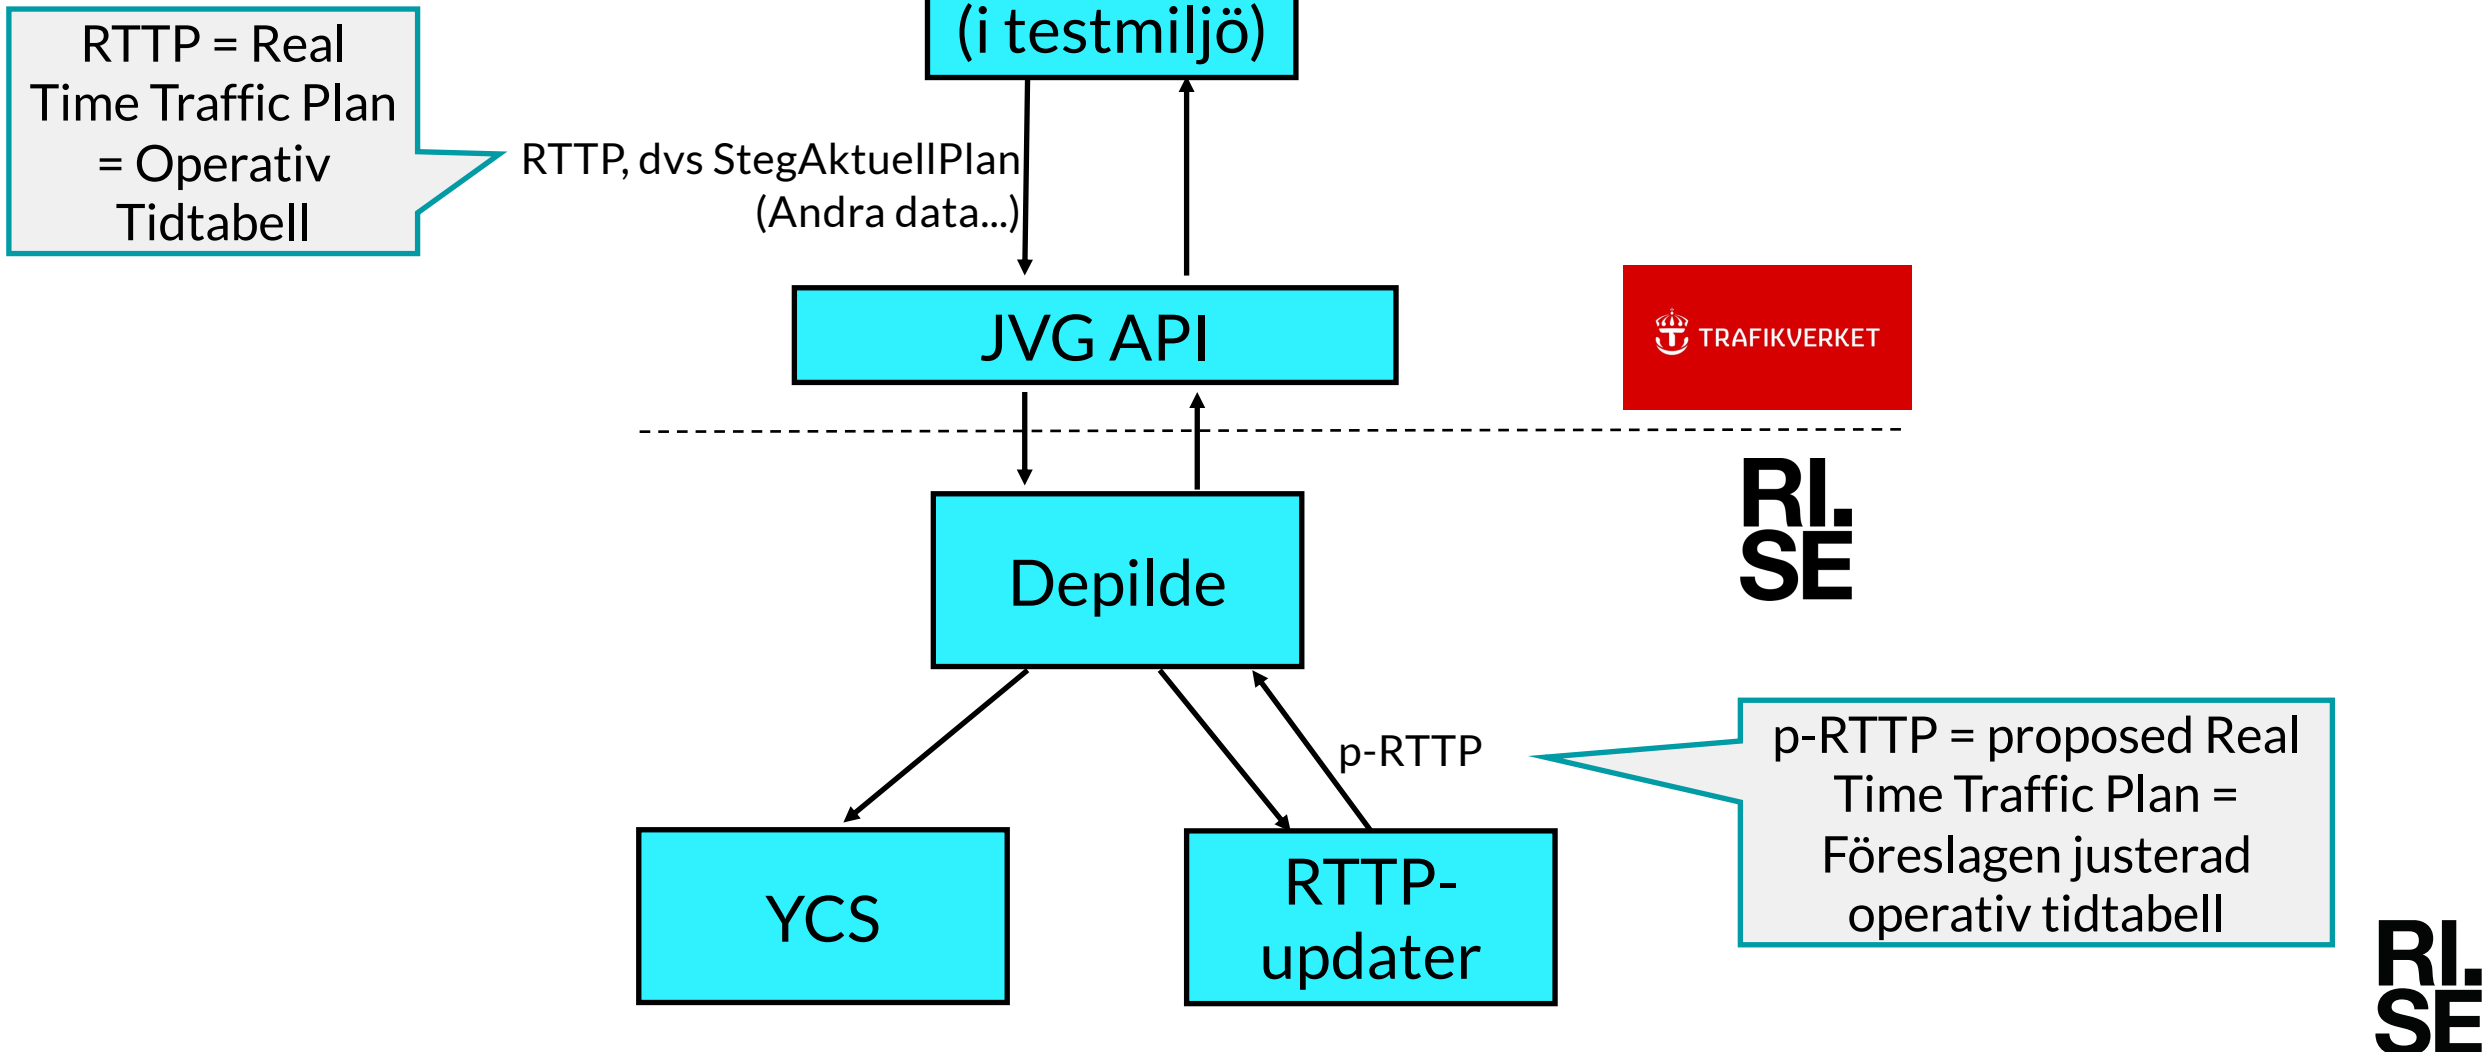 (i testmiljö)
RTTP = Real
Time Traffic Plan
= Operativ
Tidtabell
RTTP, dvs StegAktuellPlan
(Andra data...)
JVG API
TRAFIKVERKET
RI.
SE
Depilde
p-RTTP
p-RTTP = proposed Real
Time Traffic Plan =
Föreslagen justerad
operativ tidtabell
YCS
RTTP-
updater
RI.
SE